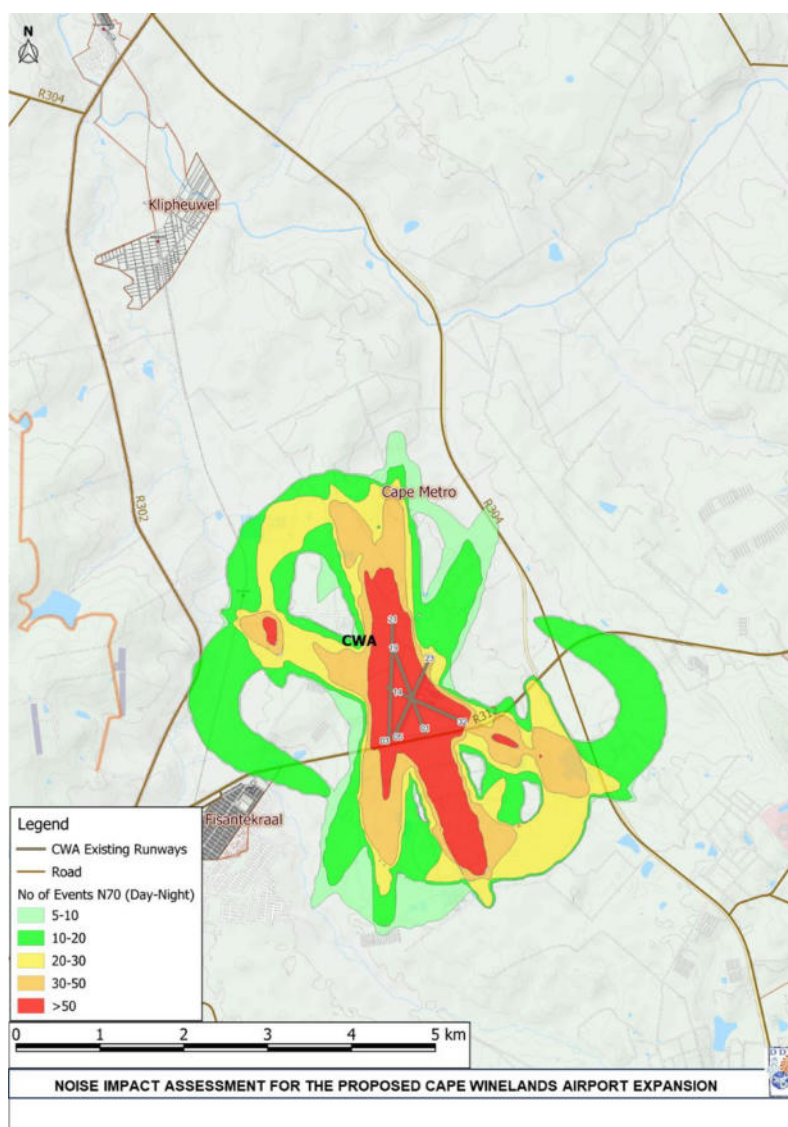 N
R304
Klipheuwel
R302
Cape Metro
R304
CWA
21
19
23
14
32
R312
03
05
01
Fisantekraal
Legend
CWA Existing Runways
Road
No of Events N70 (Day-Night)
5-10
10-20
20-30
30-50
>50
0 1 2 3 4 5 km
NOISE IMPACT ASSESSMENT FOR THE PROPOSED CAPE WINELANDS AIRPORT EXPANSION